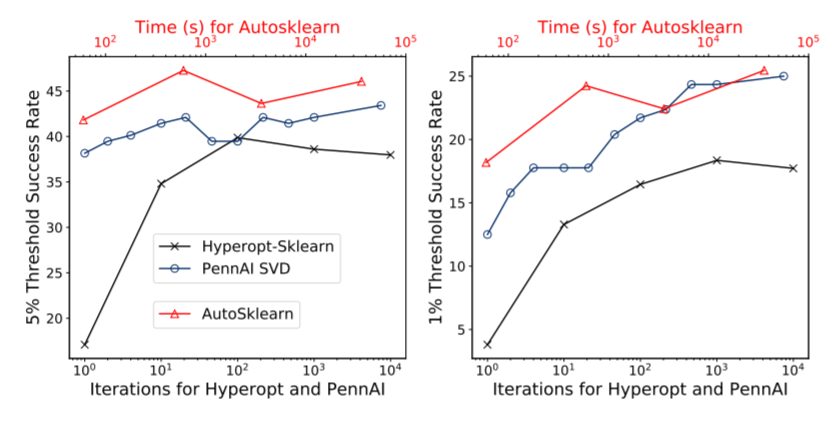 Time (s) for Autosklearn
10² 10³ 10⁴ 10⁵
5% Threshold Success Rate
45
40
35
30
25
20
Hyperopt-Sklearn
PennAI SVD
AutoSklearn
10⁰ 10¹ 10² 10³ 10⁴
Iterations for Hyperopt and PennAI
Time (s) for Autosklearn
10² 10³ 10⁴ 10⁵
1% Threshold Success Rate
25
20
15
10
5
10⁰ 10¹ 10² 10³ 10⁴
Iterations for Hyperopt and PennAI